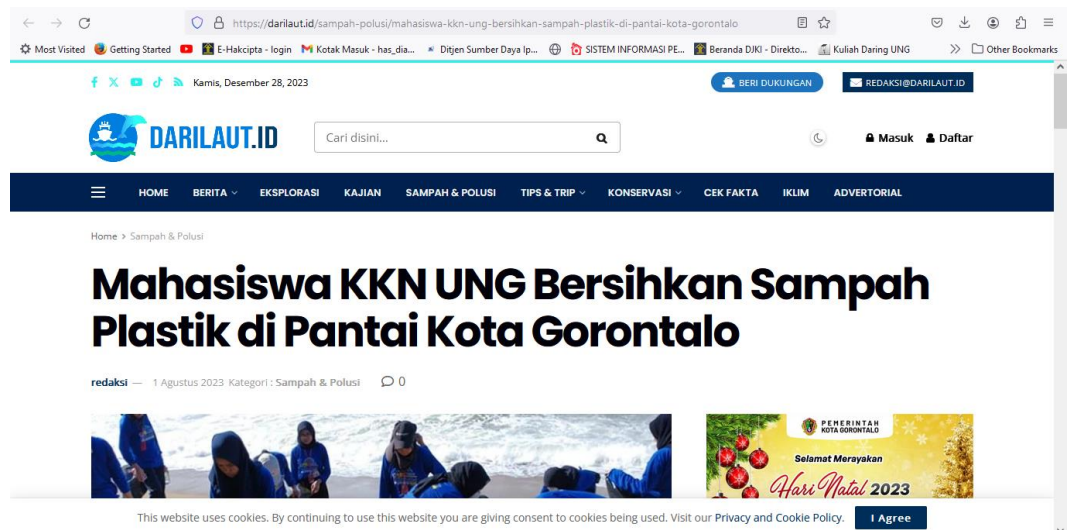 https://darilaut.id/sampah-polusi/mahasiswa-kkn-ung-bersihkan-sampah-plastik-di-pantai-kota-gorontalo
Most Visited Getting Started E-Hakcipta - login Kotak Masuk - has_dia... Ditjen Sumber Daya Ip... SISTEM INFORMASI PE... Beranda DJKI - Direkto... Kuliah Daring UNG Other Bookmarks
Kamis, Desember 28, 2023 BERI DUKUNGAN REDAKSI@DARILAUT.ID
DARILAUT.ID Cari disini... Masuk Daftar
HOME BERITA EKSPLORASI KAJIAN SAMPAH & POLUSI TIPS & TRIP KONSERVASI CEK FAKTA IKLIM ADVERTORIAL
Home > Sampah & Polusi
Mahasiswa KKN UNG Bersihkan Sampah
Plastik di Pantai Kota Gorontalo
redaksi — 1 Agustus 2023 Kategori : Sampah & Polusi 0
PEMERINTAH
KOTA GORONTALO
Selamat Merayakan
Hari Natal 2023
This website uses cookies. By continuing to use this website you are giving consent to cookies being used. Visit our Privacy and Cookie Policy. I Agree